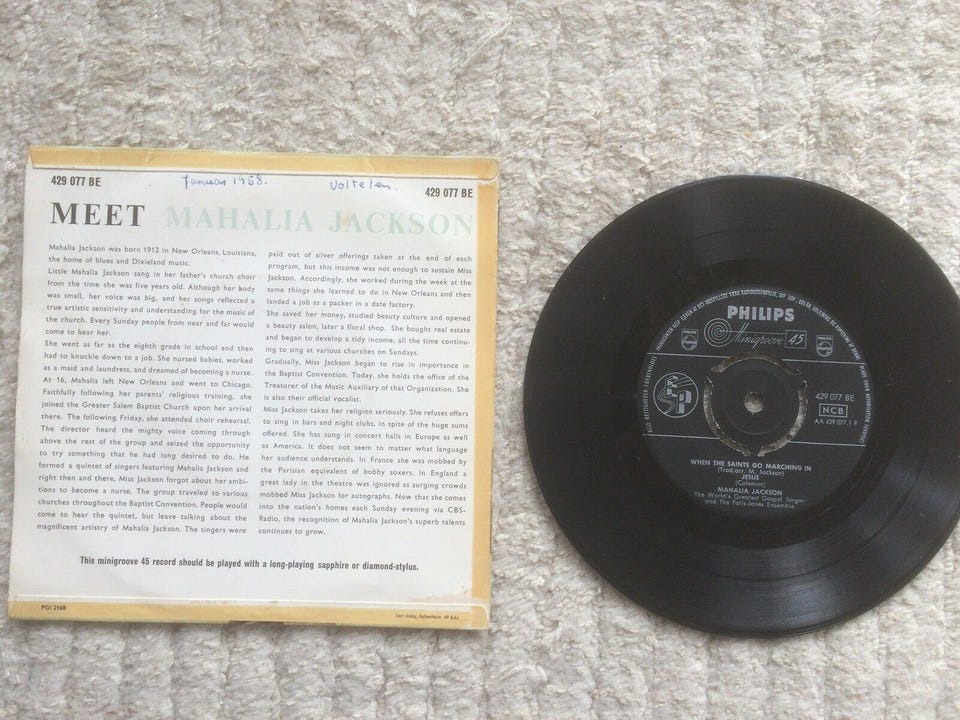 429 077 BE
Januar 1958.
Voltelen.
429 077 BE
MEET MAHALIA JACKSON
Mahalia Jackson was born 1912 in New Orleans, Louisiana,
the home of blues and Dixieland music.
Little Mahalia Jackson sang in her father's church choir
from the time she was five years old. Although her body
was small, her voice was big, and her songs reflected a
true artistic sensitivity and understanding for the music of
the church. Every Sunday people from near and far would
come to hear her.
She went as far as the eighth grade in school and then
had to knuckle down to a job. She nursed babies, worked
as a maid and laundress, and dreamed of becoming a nurse.
At 16, Mahalia left New Orleans and went to Chicago.
Faithfully following her parents' religious training, she
joined the Greater Salem Baptist Church upon her arrival
there. The following Friday, she attended choir rehearsal.
The director heard the mighty voice coming through
above the rest of the group and seized the opportunity
to try something that he had long desired to do. He
formed a quintet of singers featuring Mahalia Jackson and
right then and there, Miss Jackson forgot about her ambi-
tions to become a nurse. The group traveled to various
churches throughout the Baptist Convention. People would
come to hear the quintet, but leave talking about the
magnificent artistry of Mahalia Jackson. The singers were
paid out of silver offerings taken at the end of each
program, but this income was not enough to sustain Miss
Jackson. Accordingly, she worked during the week at the
same things she learned to do in New Orleans and then
landed a job as a packer in a date factory.
She saved her money, studied beauty culture and opened
a beauty salon, later a floral shop. She bought real estate
and began to develop a tidy income, all the time continu-
ing to sing at various churches on Sundays.
Gradually, Miss Jackson began to rise in importance in
the Baptist Convention. Today, she holds the office of the
Treasurer of the Music Auxiliary of that Organization. She
is also their official vocalist.
Miss Jackson takes her religion seriously. She refuses offers
to sing in bars and night clubs, in spite of the huge sums
offered. She has sung in concert halls in Europe as well
as America. It does not seem to matter what language
her audience understands. In France she was mobbed by
the Parisian equivalent of bobby soxers. In England a
great lady in the theatre was ignored as surging crowds
mobbed Miss Jackson for autographs. Now that she comes
into the nation's homes each Sunday evening via CBS-
Radio, the recognition of Mahalia Jackson's superb talents
continues to grow.
This minigroove 45 record should be played with a long-playing sapphire or diamond-stylus.
PGI 2168
PHILIPS
Minigroove 45
PHILIPS
PHILIPS
429 077 BE
NCB
AA 429 077.1 B
WHEN THE SAINTS GO MARCHING IN
(Trad/arr. M. Jackson)
JESUS
(Coleman)
MAHALIA JACKSON
The World's Greatest Gospel Singer
and The Falls-Jones Ensemble